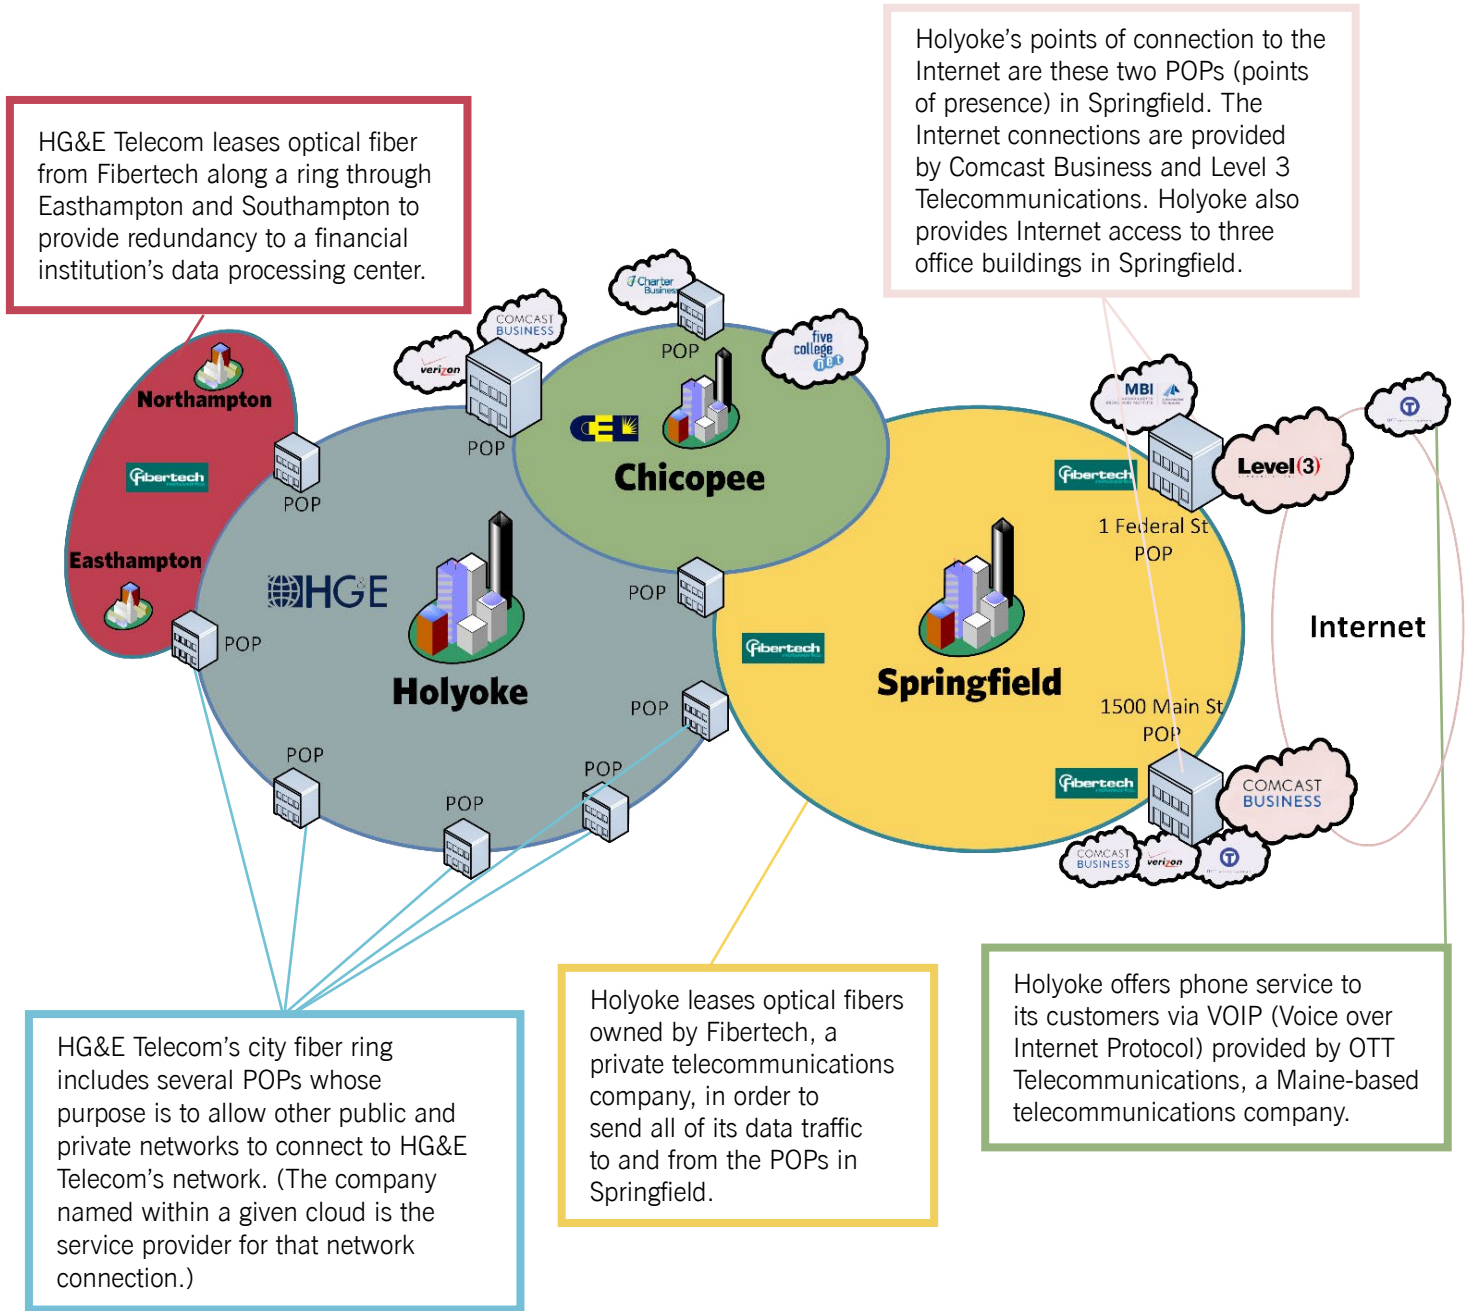 Holyoke's points of connection to the
Internet are these two POPs (points
of presence) in Springfield. The
Internet connections are provided
by Comcast Business and Level 3
Telecommunications. Holyoke also
provides Internet access to three
office buildings in Springfield.
HG&E Telecom leases optical fiber
from Fibertech along a ring through
Easthampton and Southampton to
provide redundancy to a financial
institution's data processing center.
Charter
Business
COMCAST
BUSINESS
verizon
POP
five
college
net
POP
Northampton
CEL
Chicopee
MBI
Level(3)
Fibertech
POP
Fibertech
1 Federal St
POP
Easthampton
HG&E
POP
POP
Holyoke
Fibertech
Springfield
Internet
POP
1500 Main St
POP
POP
POP
POP
Fibertech
COMCAST
BUSINESS
COMCAST
BUSINESS
verizon
HG&E Telecom's city fiber ring
includes several POPs whose
purpose is to allow other public and
private networks to connect to HG&E
Telecom's network. (The company
named within a given cloud is the
service provider for that network
connection.)
Holyoke leases optical fibers
owned by Fibertech, a
private telecommunications
company, in order to
send all of its data traffic
to and from the POPs in
Springfield.
Holyoke offers phone service to
its customers via VOIP (Voice over
Internet Protocol) provided by OTT
Telecommunications, a Maine-based
telecommunications company.